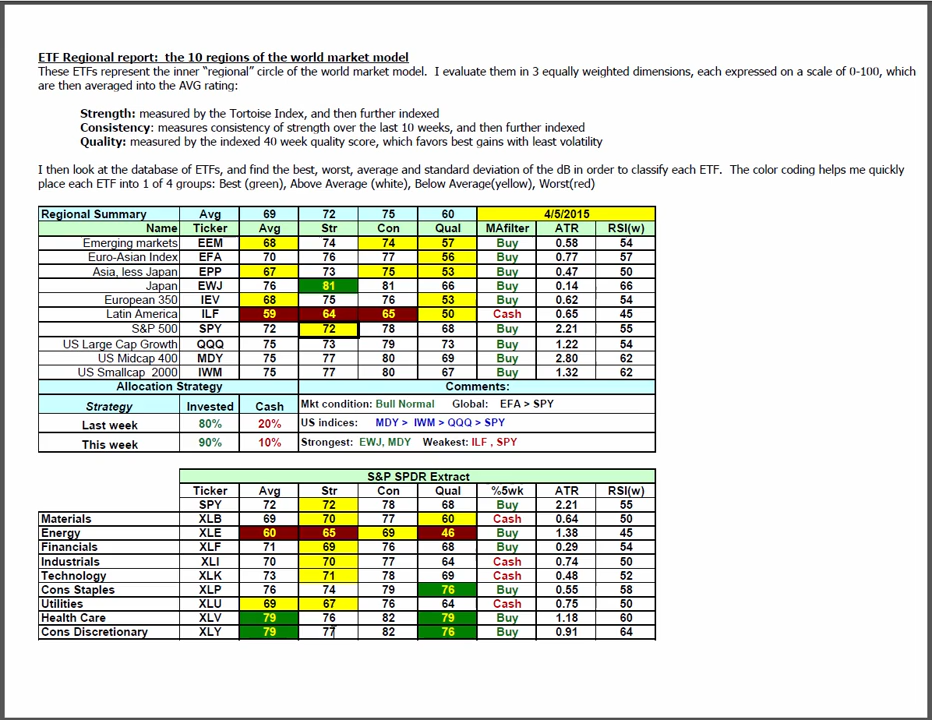 ETF Regional report: the 10 regions of the world market model
These ETFs represent the inner "regional" circle of the world market model. I evaluate them in 3 equally weighted dimensions, each expressed on a scale of 0-100, which
are then averaged into the AVG rating:
Strength: measured by the Tortoise Index, and then further indexed
Consistency: measures consistency of strength over the last 10 weeks, and then further indexed
Quality: measured by the indexed 40 week quality score, which favors best gains with least volatility
I then look at the database of ETFs, and find the best, worst, average and standard deviation of the dB in order to classify each ETF. The color coding helps me quickly
place each ETF into 1 of 4 groups: Best (green), Above Average (white), Below Average(yellow), Worst(red)
Regional Summary Avg 69 72 75 60 4/5/2015
Name Ticker Avg Str Con Qual MAfilter ATR RSI(w)
Emerging markets EEM 68 74 74 57 Buy 0.58 54
Euro-Asian Index EFA 70 76 77 56 Buy 0.77 57
Asia, less Japan EPP 67 73 75 53 Buy 0.47 50
Japan EWJ 76 81 81 66 Buy 0.14 66
European 350 IEV 68 75 76 53 Buy 0.62 54
Latin America ILF 59 64 65 50 Cash 0.65 45
S&P 500 SPY 72 72 78 68 Buy 2.21 55
US Large Cap Growth QQQ 75 73 79 73 Buy 1.22 54
US Midcap 400 MDY 75 77 80 69 Buy 2.80 62
US Smallcap 2000 IWM 75 77 80 67 Buy 1.32 62
Allocation Strategy Comments:
Strategy Invested Cash Mkt condition: Bull Normal Global: EFA > SPY
Last week 80% 20% US indices: MDY > IWM > QQQ > SPY
This week 90% 10% Strongest: EWJ, MDY Weakest: ILF , SPY
S&P SPDR Extract
Ticker Avg Str Con Qual %5wk ATR RSI(w)
SPY 72 72 78 68 Buy 2.21 55
Materials XLB 69 70 77 60 Cash 0.64 50
Energy XLE 60 65 69 46 Buy 1.38 45
Financials XLF 71 69 76 68 Buy 0.29 54
Industrials XLI 70 70 77 64 Cash 0.74 50
Technology XLK 73 71 78 69 Cash 0.48 52
Cons Staples XLP 76 74 79 76 Buy 0.55 58
Utilities XLU 69 67 76 64 Cash 0.75 50
Health Care XLV 79 76 82 79 Buy 1.18 60
Cons Discretionary XLY 79 77 82 76 Buy 0.91 64